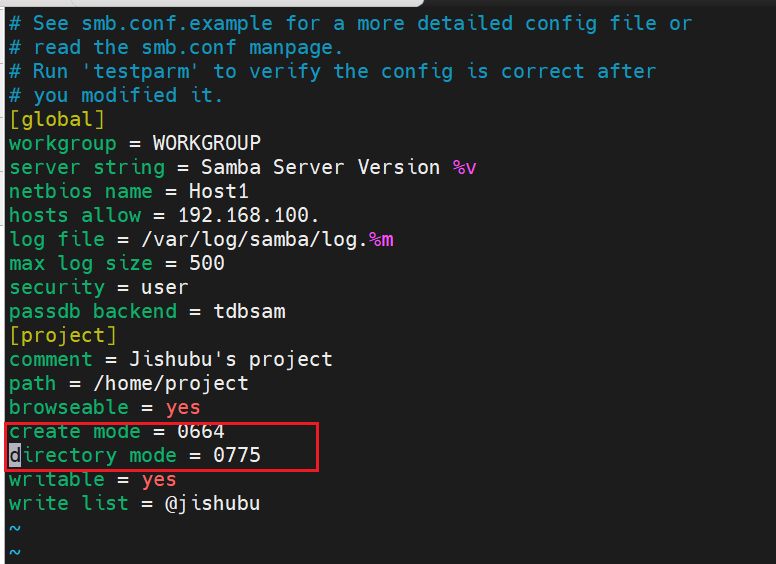 # See smb.conf.example for a more detailed config file or
# read the smb.conf manpage.
# Run 'testparm' to verify the config is correct after
# you modified it.
[global]
workgroup = WORKGROUP
server string = Samba Server Version %v
netbios name = Host1
hosts allow = 192.168.100.
log file = /var/log/samba/log.%m
max log size = 500
security = user
passdb backend = tdbsam
[project]
comment = Jishubu's project
path = /home/project
browseable = yes
create mode = 0664
directory mode = 0775
writable = yes
write list = @jishubu
~
~